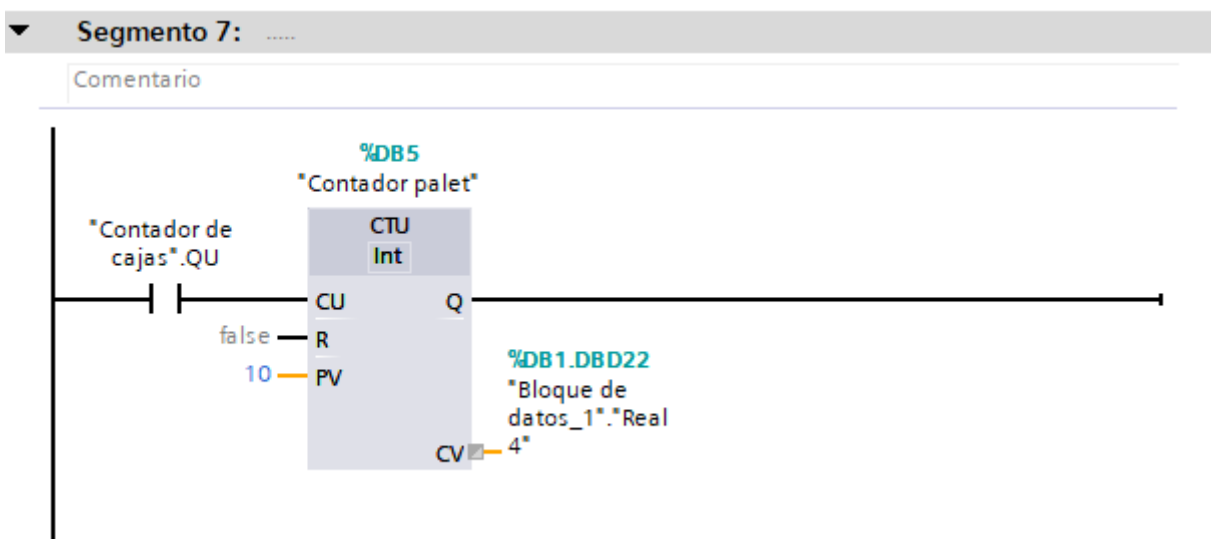 Segmento 7: .....
Comentario
%DB5
"Contador palet"
"Contador de
cajas".QU
CTU
Int
CU Q
false R
10 PV
%DB1.DBD22
"Bloque de
datos_1"."Real
4"
CV